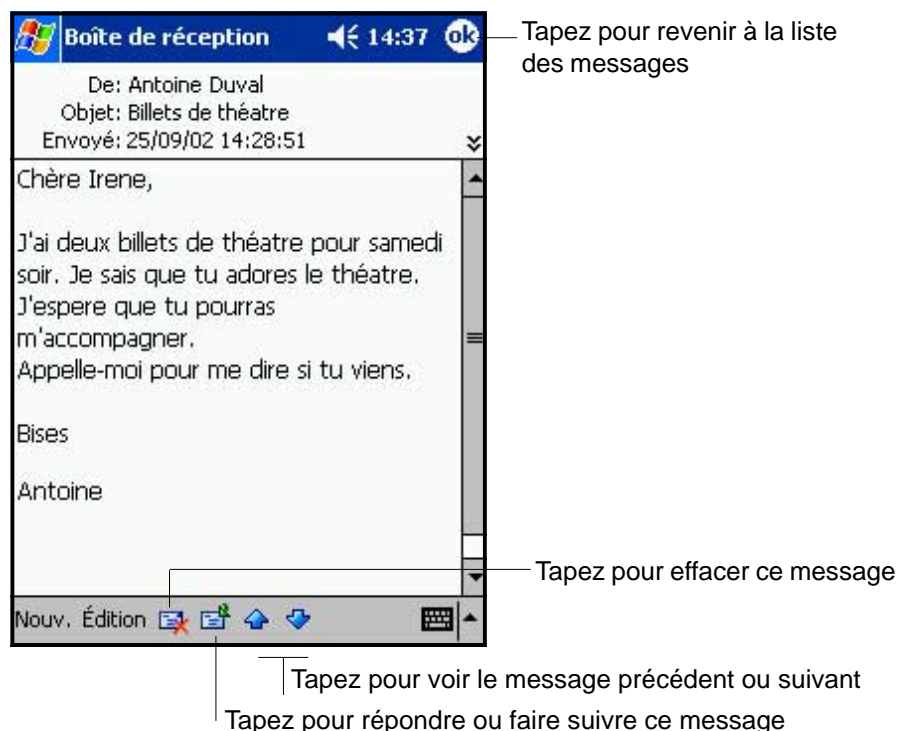 Boîte de réception 14:37 ok
Tapez pour revenir à la liste
des messages
De: Antoine Duval
Objet: Billets de théatre
Envoyé: 25/09/02 14:28:51
Chère Irene,
J'ai deux billets de théatre pour samedi
soir. Je sais que tu adores le théatre.
J'espere que tu pourras
m'accompagner.
Appelle-moi pour me dire si tu viens.
Bises
Antoine
Tapez pour effacer ce message
Nouv. Édition
Tapez pour voir le message précédent ou suivant
Tapez pour répondre ou faire suivre ce message